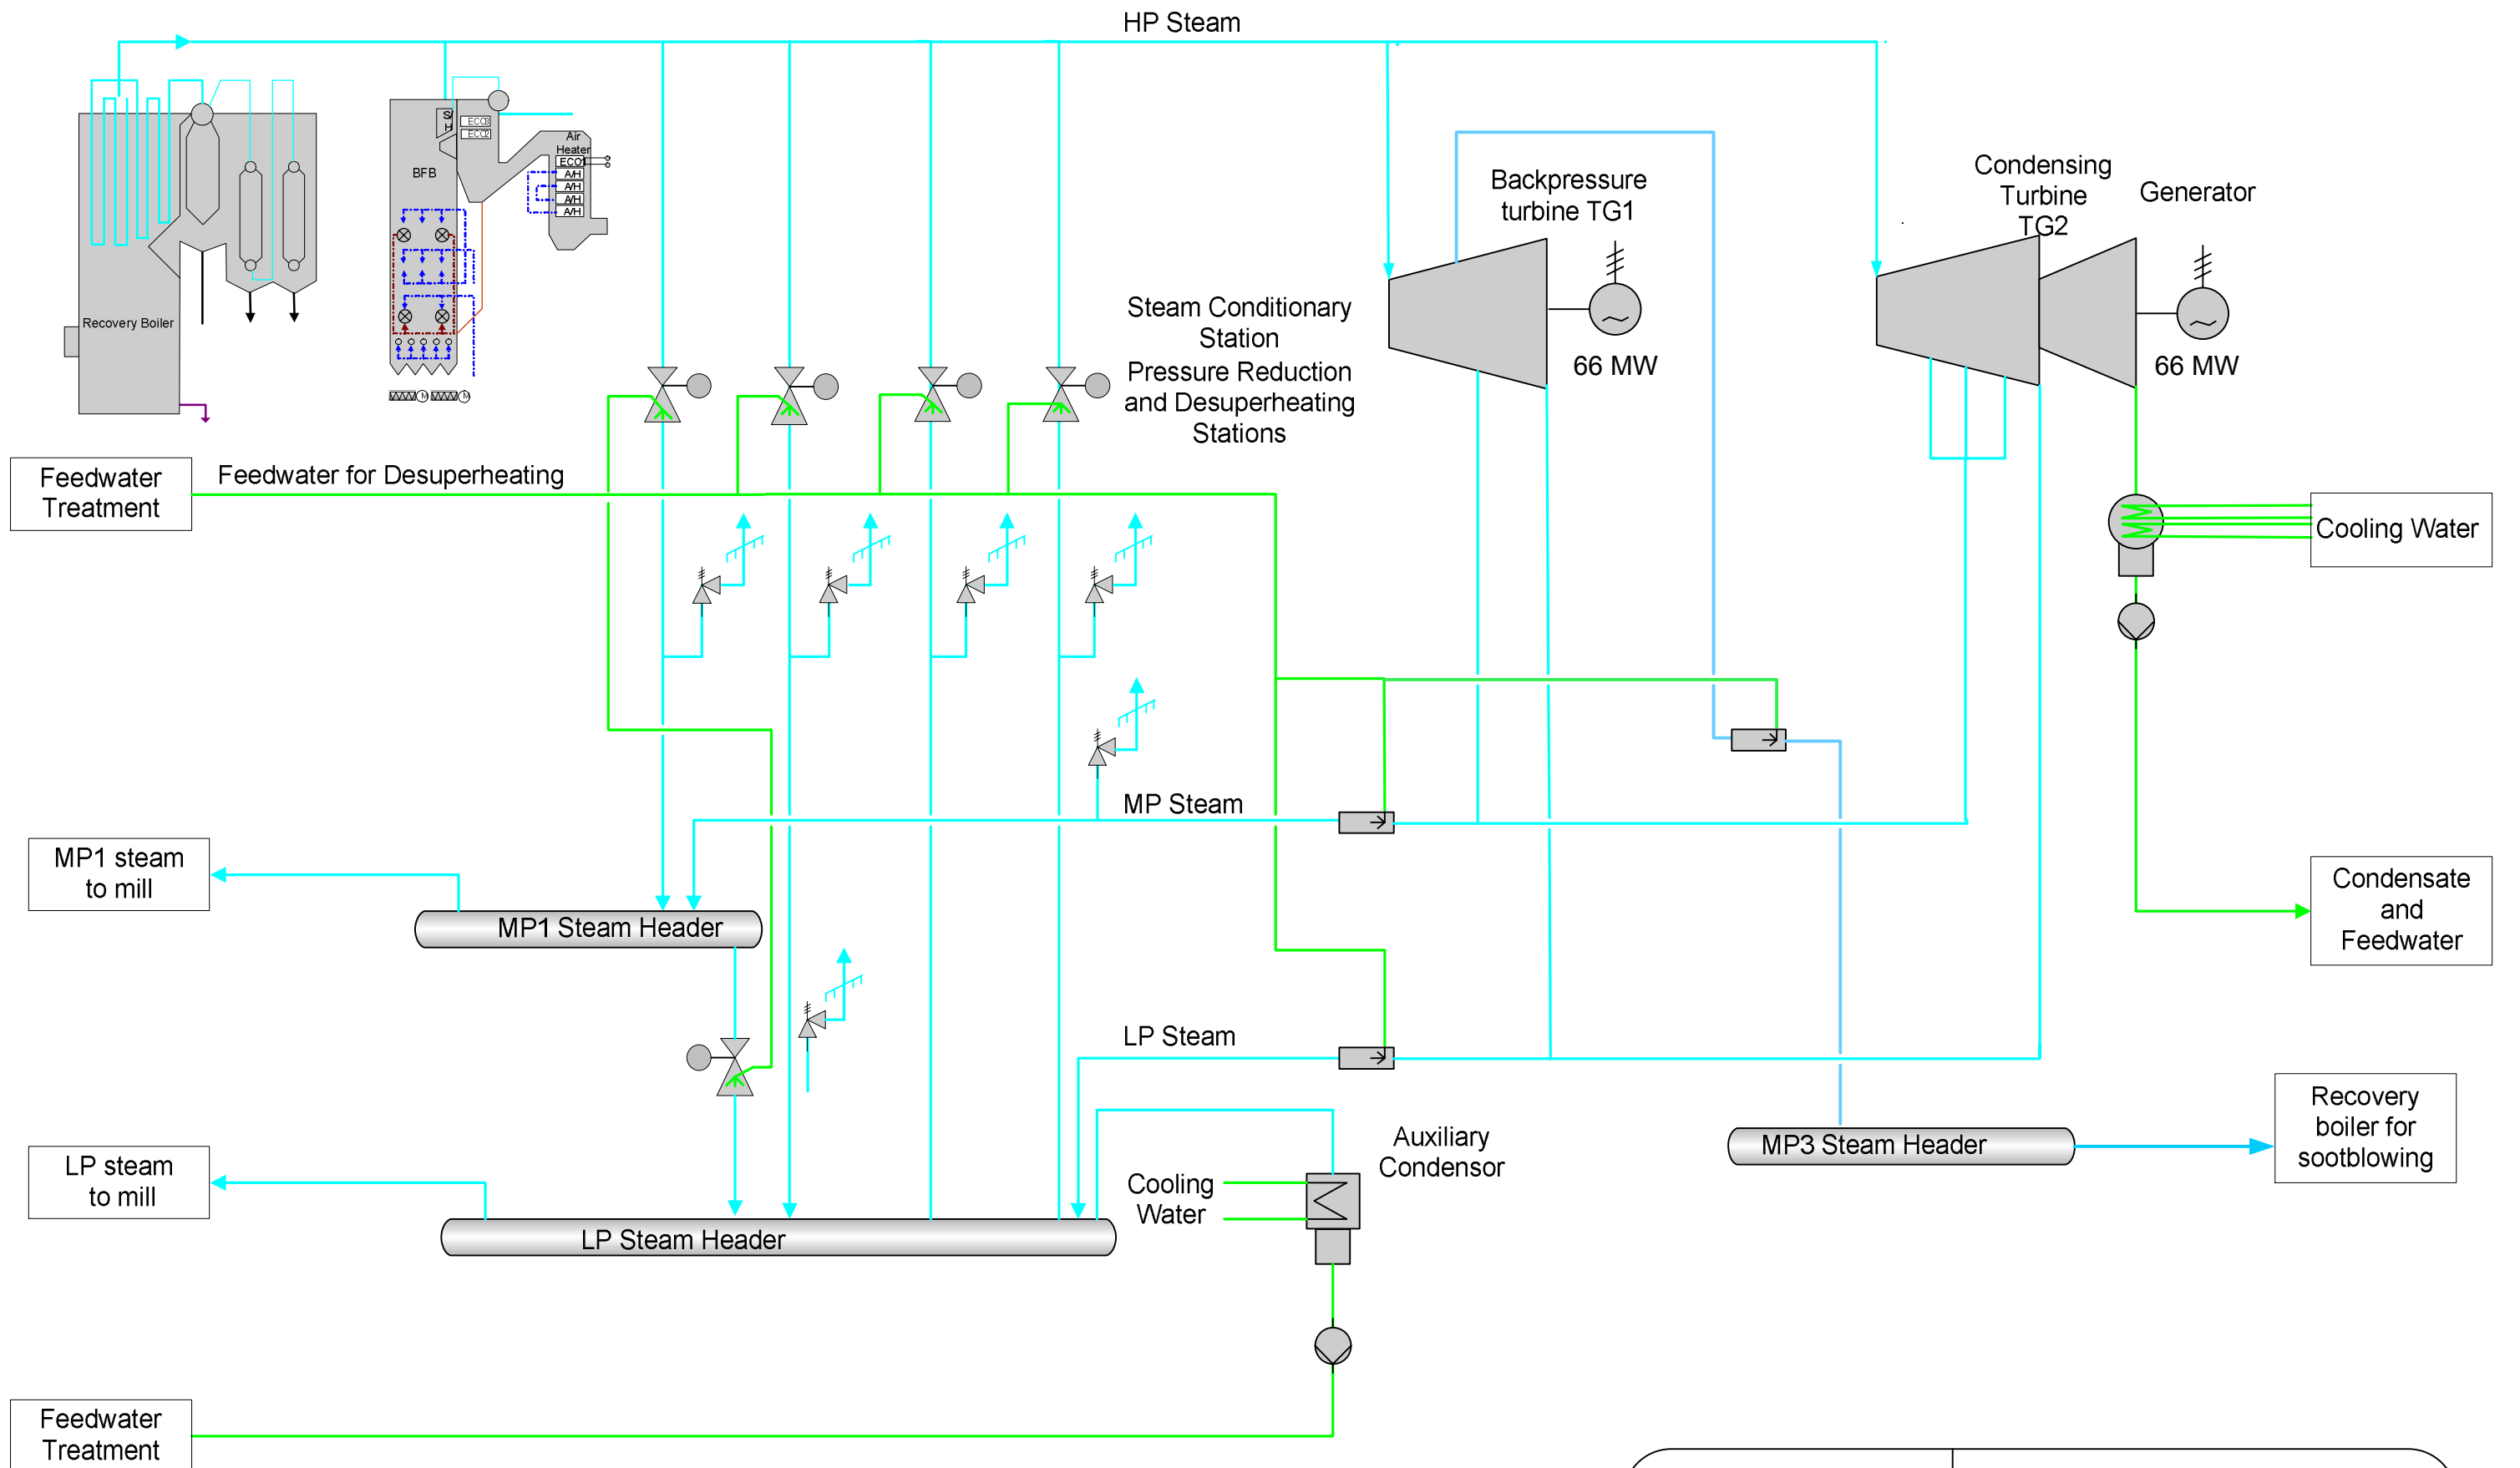 HP Steam
S/
H
ECO3
ECO2
Air
Heater
ECO1
A/H
A/H
A/H
A/H
BFB
Recovery Boiler
M
M
Backpressure
turbine TG1
66 MW
Condensing
Turbine
TG2
Generator
66 MW
Steam Conditionary
Station
Pressure Reduction
and Desuperheating
Stations
Feedwater
Treatment
Feedwater for Desuperheating
Cooling Water
MP Steam
MP1 steam
to mill
MP1 Steam Header
Condensate
and
Feedwater
LP Steam
LP steam
to mill
LP Steam Header
Cooling
Water
Auxiliary
Condensor
MP3 Steam Header
Recovery
boiler for
sootblowing
Feedwater
Treatment